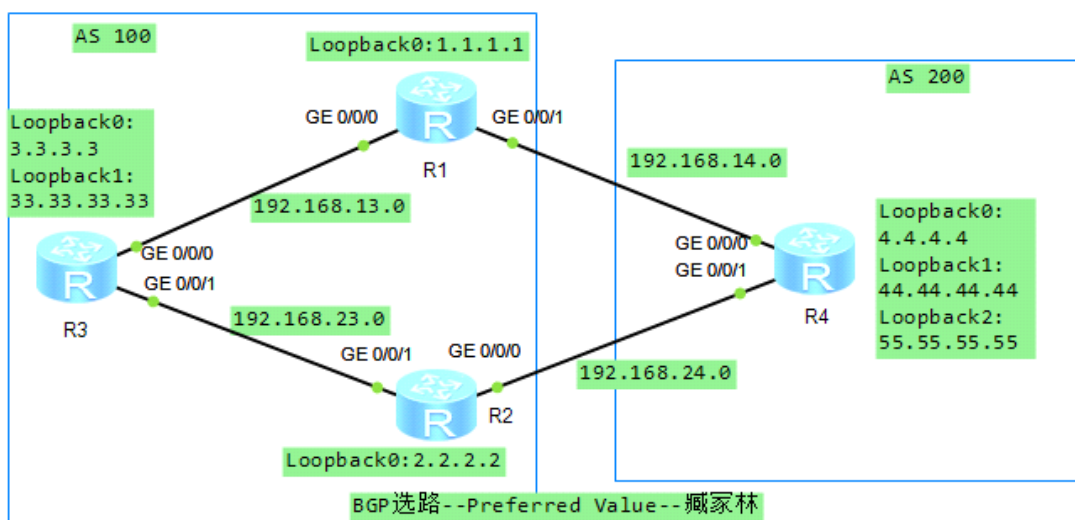 AS 100
Loopback0:1.1.1.1
AS 200
GE 0/0/0
GE 0/0/1
R
R1
Loopback0:
3.3.3.3
Loopback1:
33.33.33.33
192.168.14.0
192.168.13.0
R
R3
GE 0/0/0
GE 0/0/1
GE 0/0/0
GE 0/0/1
R
R4
Loopback0:
4.4.4.4
Loopback1:
44.44.44.44
Loopback2:
55.55.55.55
192.168.23.0
GE 0/0/1
GE 0/0/0
192.168.24.0
R
R2
Loopback0:2.2.2.2
BGP选路--Preferred Value--臧冢林